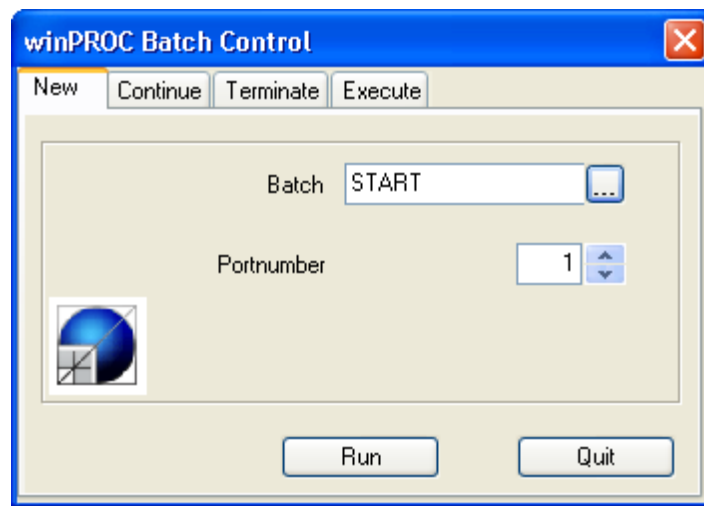 winPROC Batch Control
New Continue Terminate Execute
Batch START ...
Portnumber 1
Run Quit